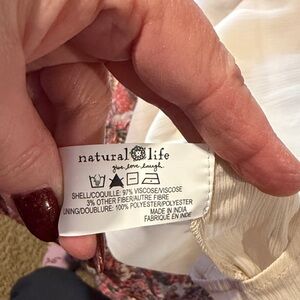 natural life
give. love. laugh.
SHELL/COQUILLE: 97% VISCOSE/VISCOSE
3% OTHER FIBER/AUTRE FIBRE
LINING/DOUBLURE: 100% POLYESTER/POLYESTER
MADE IN INDIA
FABRIQUÉ EN INDE